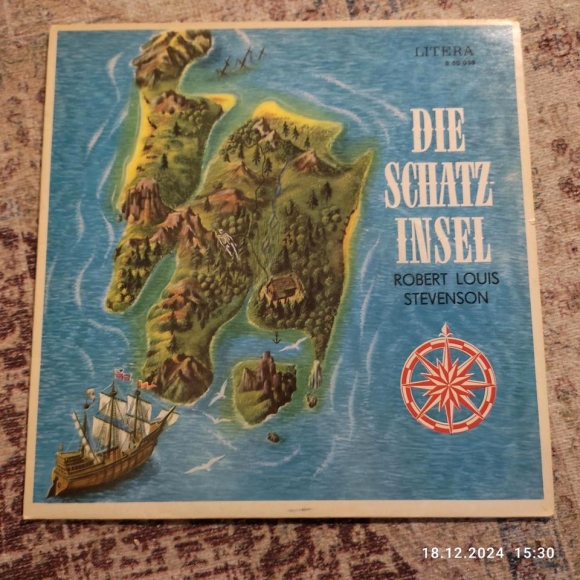 LITERA
DIE
SCHATZ
INSEL
ROBERT LOUIS
STEVENSON
18.12.2024 15:30